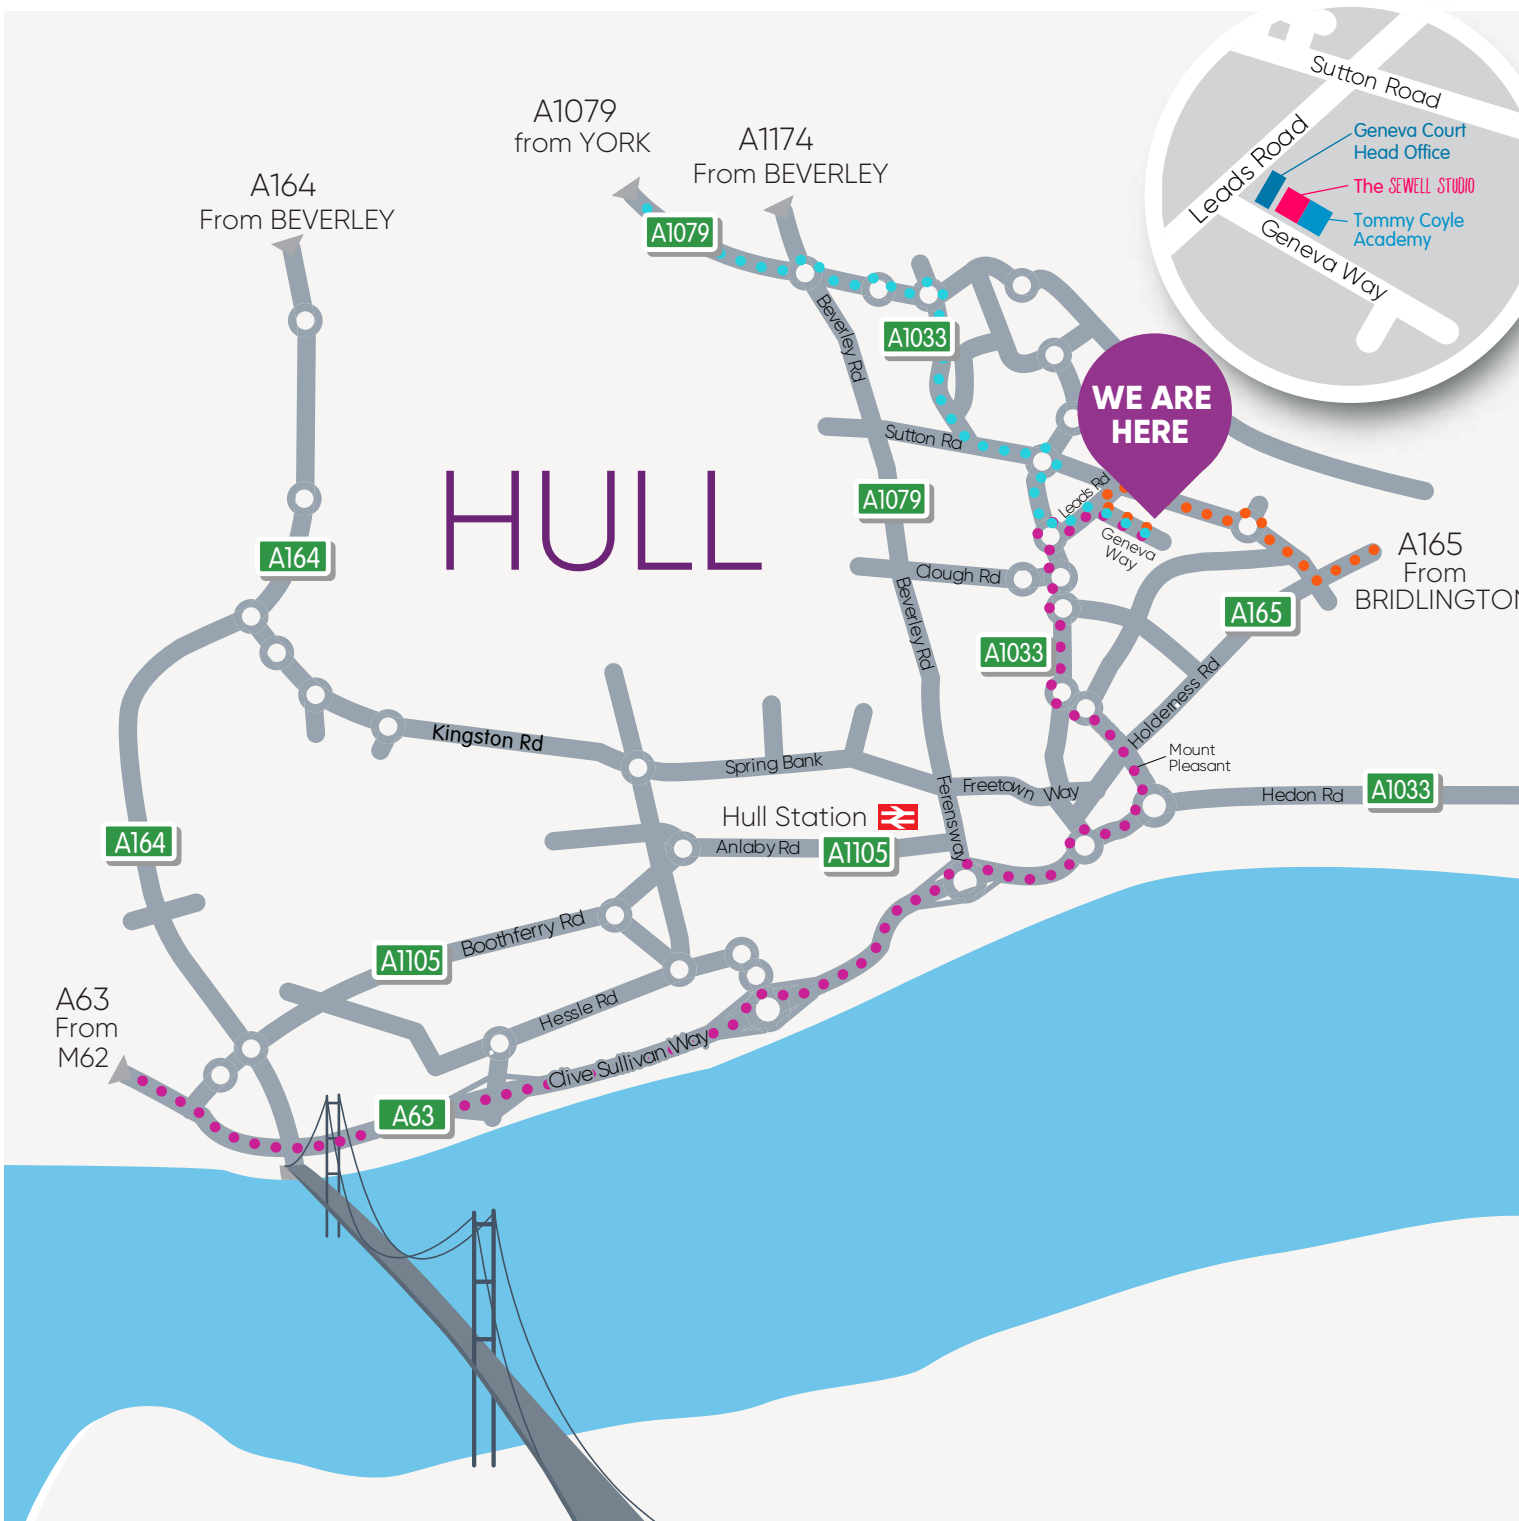 Sutton Road
Leads Road
Geneva Court
Head Office
The SEWELL STUDIO
Tommy Coyle
Academy
Geneva Way
A1079
from YORK
A1174
From BEVERLEY
A164
From BEVERLEY
A1079
A1033
Beverley Rd
WE ARE
HERE
Sutton Rd
HULL
A1079
Leads Rd
Geneva
Way
A165
From
BRIDLINGTON
A164
Clough Rd
Beverley Rd
A165
A1033
Holderness Rd
Kingston Rd
Spring Bank
Mount
Pleasant
Freetown Way
Ferensway
Hedon Rd
A1033
Hull Station
A164
Anlaby Rd
A1105
Boothferry Rd
A1105
Hessle Rd
A63
From
M62
Clive Sullivan Way
A63